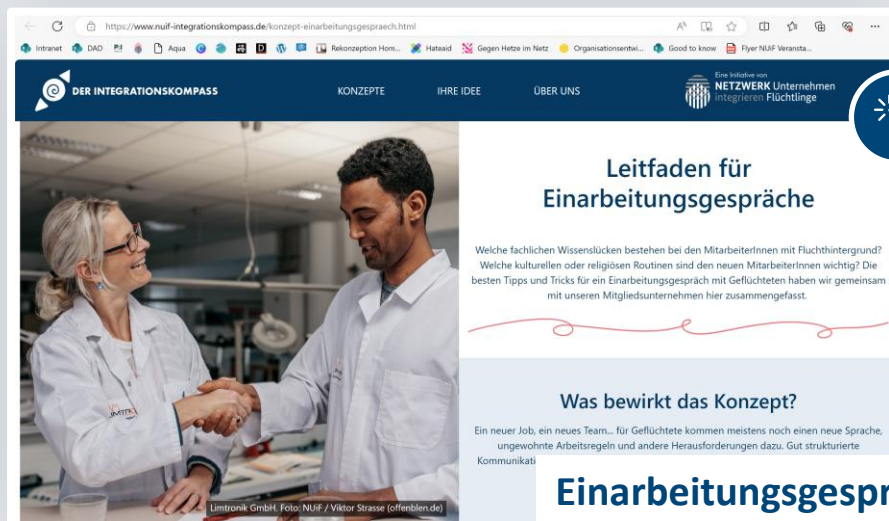 https://www.nuif-integrationskompass.de/konzept-einarbeitungsgespraech.html
Intranet DAD Aqua Rekonzeption Hom... Hateaid Gegen Hetze im Netz Organisationsentwi... Good to know Flyer NUiF Veransta...
DER INTEGRATIONSKOMPASS
KONZEPTE
IHRE IDEE
ÜBER UNS
Eine Initiative von
NETZWERK Unternehmen
integrieren Flüchtlinge
Leitfaden für
Einarbeitungsgespräche
Welche fachlichen Wissenslücken bestehen bei den MitarbeiterInnen mit Fluchthintergrund?
Welche kulturellen oder religiösen Routinen sind den neuen MitarbeiterInnen wichtig? Die
besten Tipps und Tricks für ein Einarbeitungsgespräch mit Geflüchteten haben wir gemeinsam
mit unseren Mitgliedsunternehmen hier zusammengefasst.
Was bewirkt das Konzept?
Ein neuer Job, ein neues Team... für Geflüchtete kommen meistens noch einen neue Sprache,
ungewohnte Arbeitsregeln und andere Herausforderungen dazu. Gut strukturierte
Limtronik GmbH. Foto: NUiF / Viktor Strasse (offenblen.de)